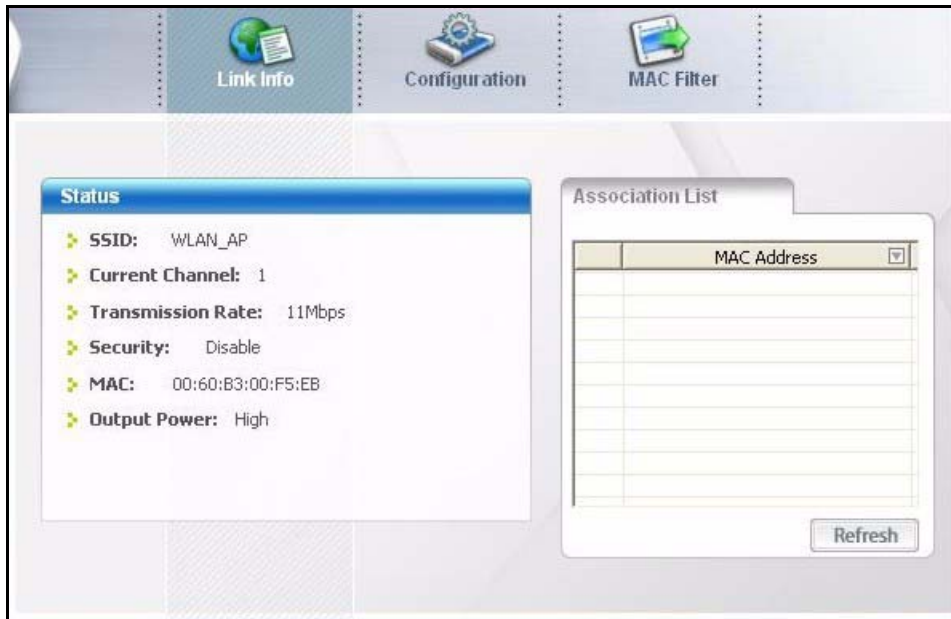 Link Info
Configuration
MAC Filter
Status
SSID: WLAN_AP
Current Channel: 1
Transmission Rate: 11Mbps
Security: Disable
MAC: 00:60:B3:00:F5:EB
Output Power: High
Association List
MAC Address
Refresh